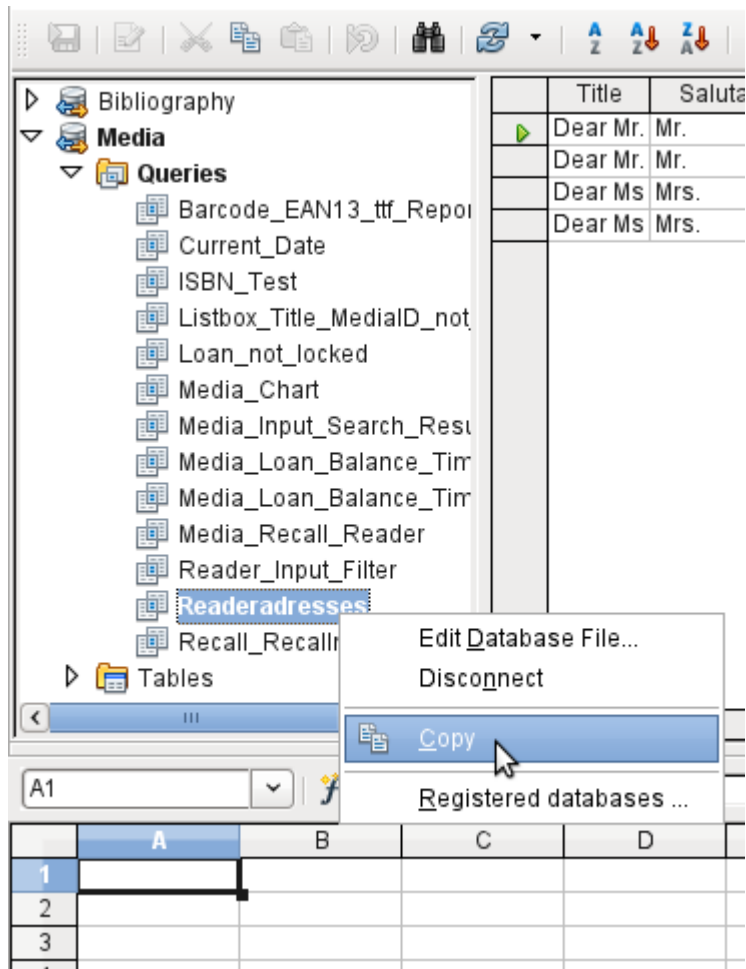 Title Saluta
Bibliography
Dear Mr. Mr.
Media
Dear Mr. Mr.
Queries
Dear Ms Mrs.
Barcode_EAN13_ttf_Repor
Dear Ms Mrs.
Current_Date
ISBN_Test
Listbox_Title_MediaID_not_
Loan_not_locked
Media_Chart
Media_Input_Search_Resu
Media_Loan_Balance_Tim
Media_Loan_Balance_Tim
Media_Recall_Reader
Reader_Input_Filter
Readeradresses
Recall_Recalln
Tables
Edit Database File...
Disconnect
Copy
Registered databases ...
A1
A B C D
1
2
3